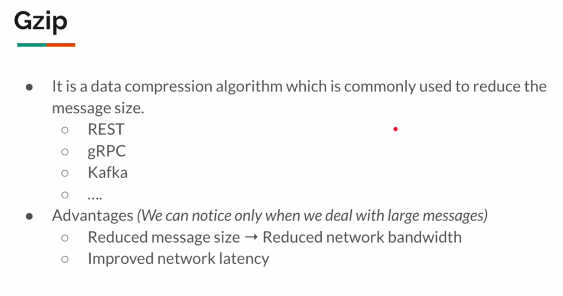 Gzip
● It is a data compression algorithm which is commonly used to reduce the
message size.
○ REST
○ gRPC
○ Kafka
○ ....
● Advantages (We can notice only when we deal with large messages)
○ Reduced message size → Reduced network bandwidth
○ Improved network latency